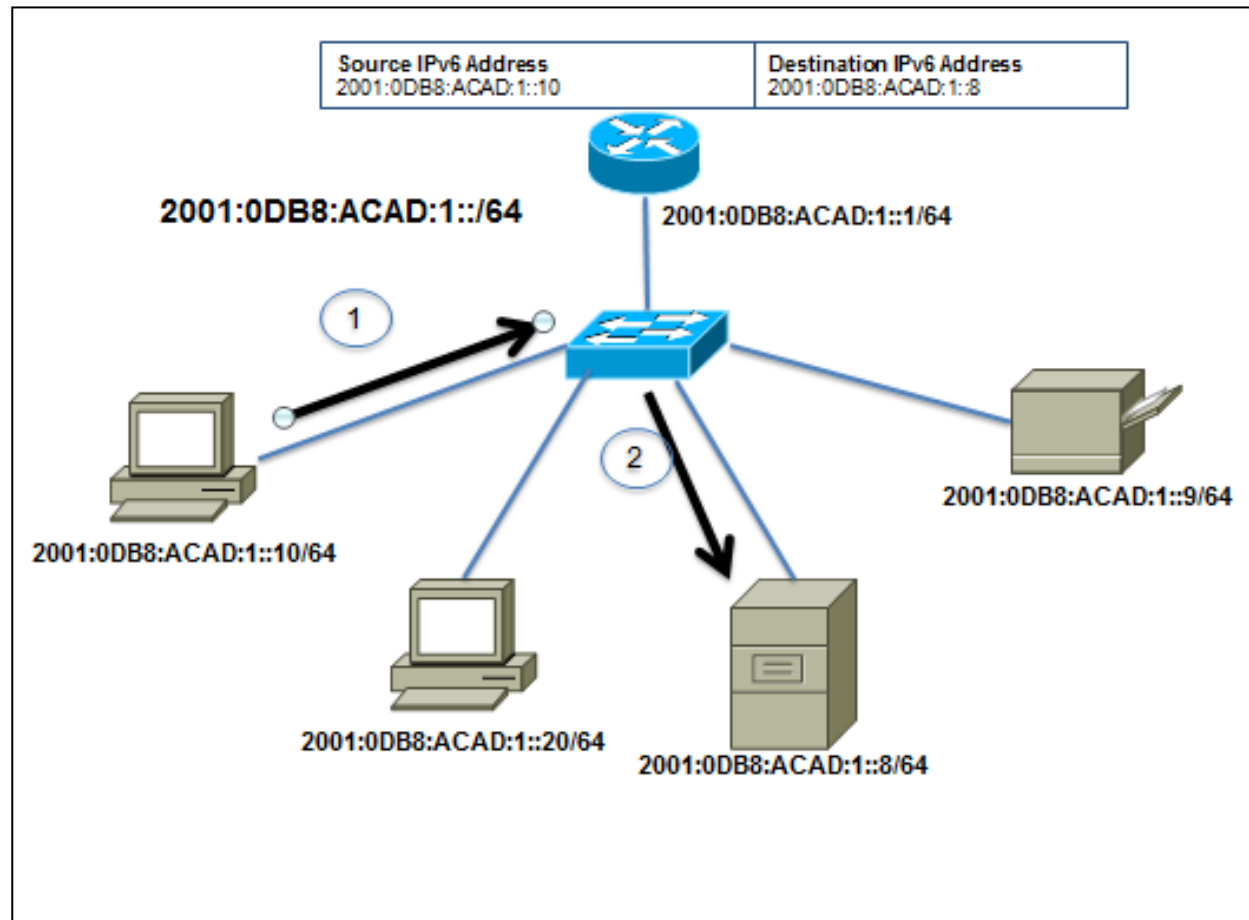 Source IPv6 Address
2001:0DB8:ACAD:1::10
Destination IPv6 Address
2001:0DB8:ACAD:1::8
2001:0DB8:ACAD:1::/64
2001:0DB8:ACAD:1::1/64
1
2
2001:0DB8:ACAD:1::9/64
2001:0DB8:ACAD:1::10/64
2001:0DB8:ACAD:1::20/64
2001:0DB8:ACAD:1::8/64